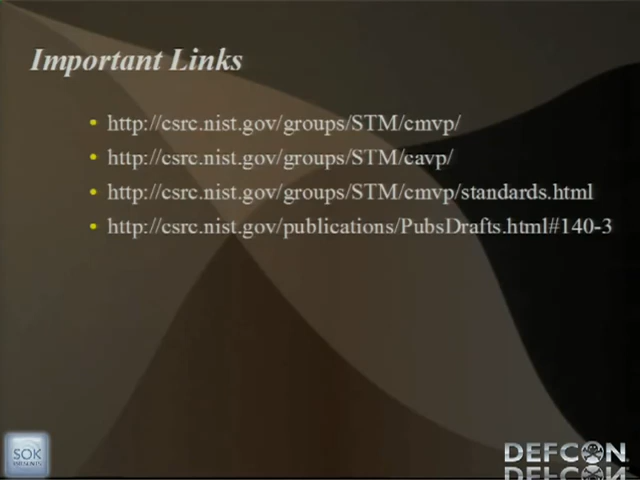 Important Links
• http://csrc.nist.gov/groups/STM/cmvp/
• http://csrc.nist.gov/groups/STM/cavp/
• http://csrc.nist.gov/groups/STM/cmvp/standards.html
• http://csrc.nist.gov/publications/PubsDrafts.html#140-3
SOK
DEFCON